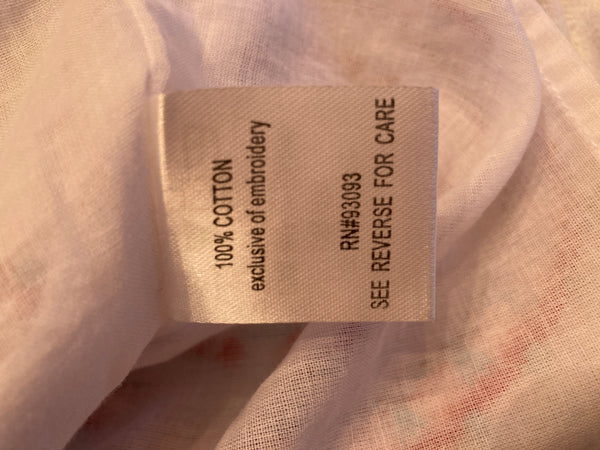 100% COTTON
exclusive of embroidery
RN#93093
SEE REVERSE FOR CARE